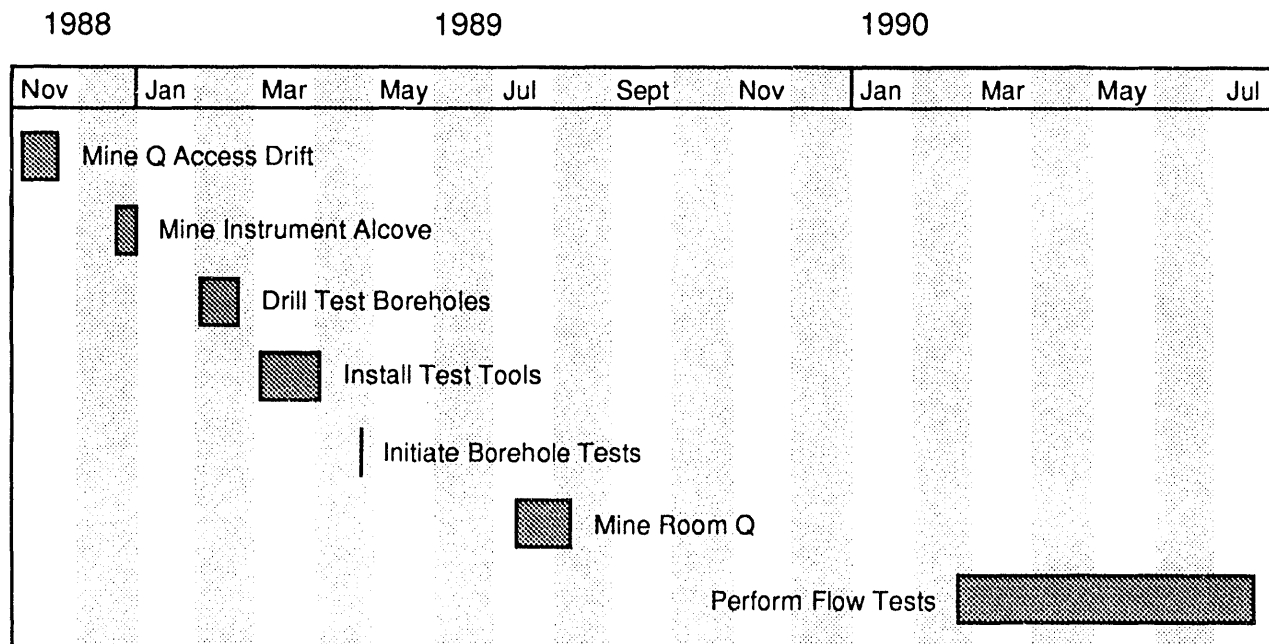 1988 1989 1990
Nov Jan Mar May Jul Sept Nov Jan Mar May Jul
Mine Q Access Drift
Mine Instrument Alcove
Drill Test Boreholes
Install Test Tools
Initiate Borehole Tests
Mine Room Q
Perform Flow Tests